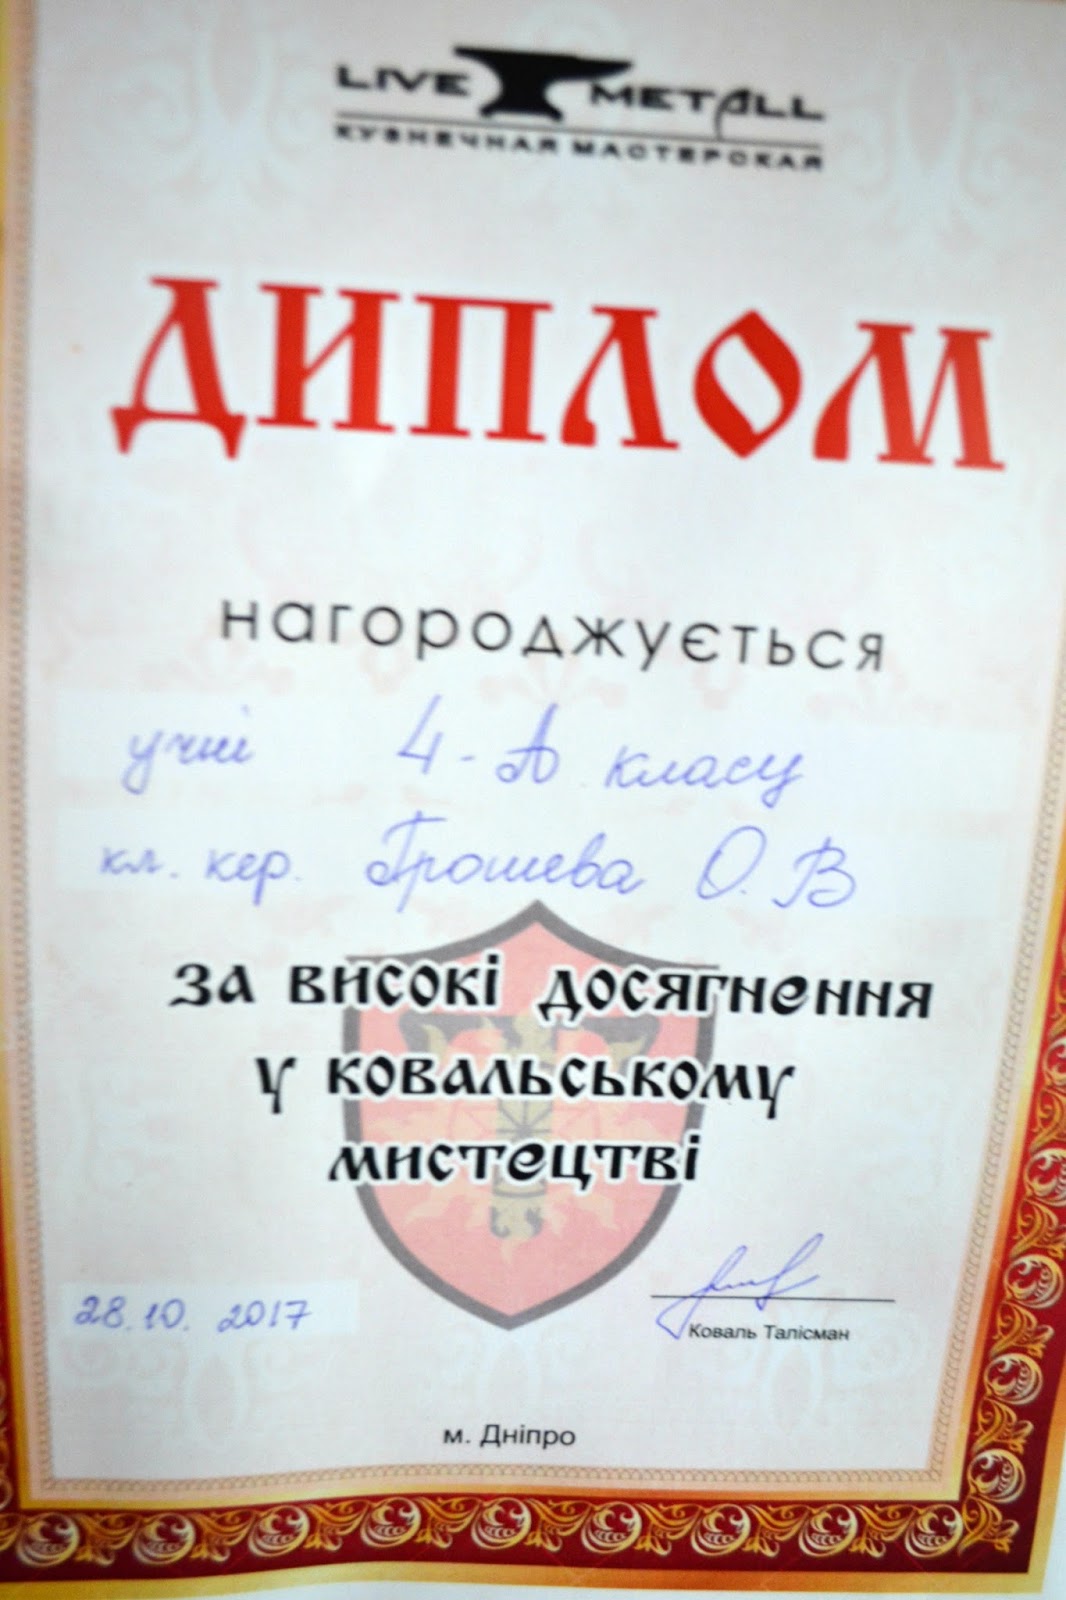 LIVE METALL
КУЗНЕЧНАЯ МАСТЕРСКАЯ
ДИПЛОМ
нагороджується
учні 4-А класу
кл. кер. Грошева О. В
за високі досягнення
у ковальському
мистецтві
28.10. 2017
Коваль Талісман
м. Дніпро